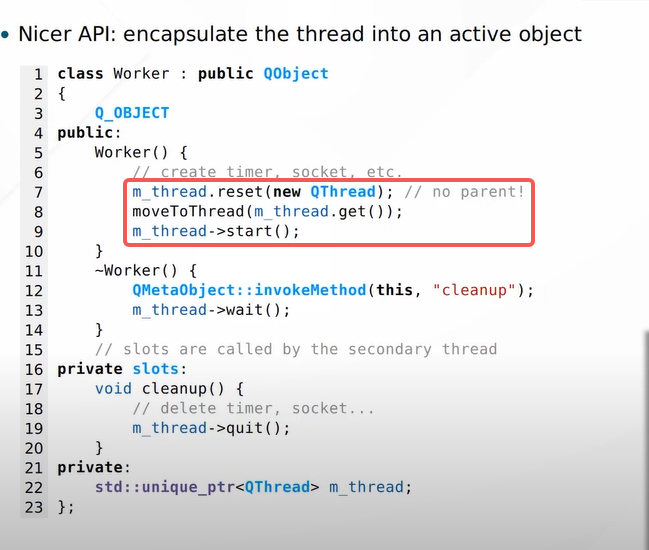 • Nicer API: encapsulate the thread into an active object
1 class Worker : public QObject
2 {
3     Q_OBJECT
4 public:
5     Worker() {
6         // create timer, socket, etc.
7         m_thread.reset(new QThread); // no parent!
8         moveToThread(m_thread.get());
9         m_thread->start();
10     }
11     ~Worker() {
12         QMetaObject::invokeMethod(this, "cleanup");
13         m_thread->wait();
14     }
15     // slots are called by the secondary thread
16 private slots:
17     void cleanup() {
18         // delete timer, socket...
19         m_thread->quit();
20     }
21 private:
22     std::unique_ptr<QThread> m_thread;
23 };